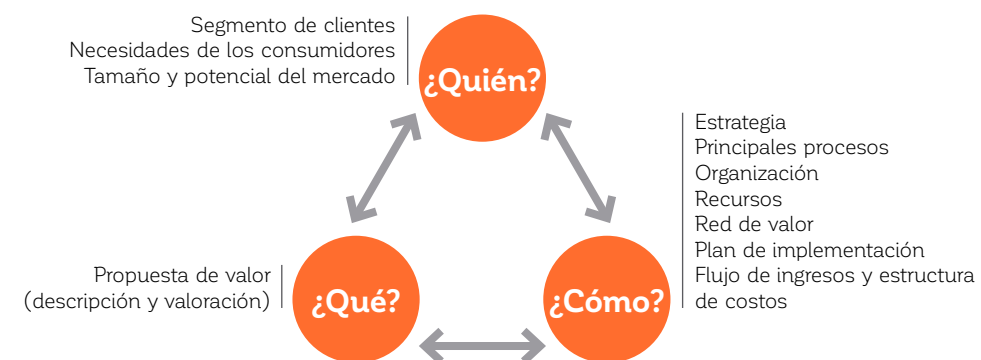 Segmento de clientes
Necesidades de los consumidores
Tamaño y potencial del mercado
¿Quién?
Estrategia
Principales procesos
Organización
Recursos
Red de valor
Plan de implementación
Flujo de ingresos y estructura
de costos
Propuesta de valor
(descripción y valoración)
¿Qué?
¿Cómo?